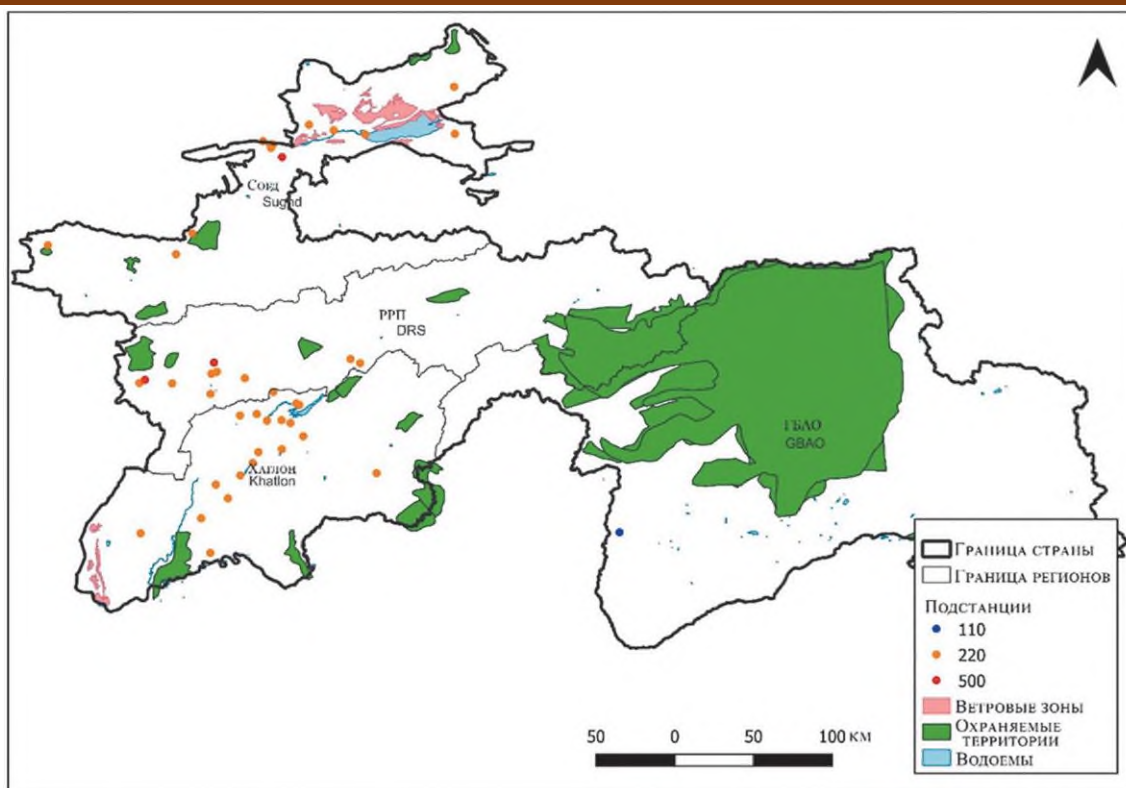 Соғд
Sughd
РРП
DRS
ГБАО
GBAO
Хатлон
Khatlon
Граница страны
Граница регионов
Подстанции
110
220
500
Ветровые зоны
Охраняемые
территории
Водоемы
50 0 50 100 км